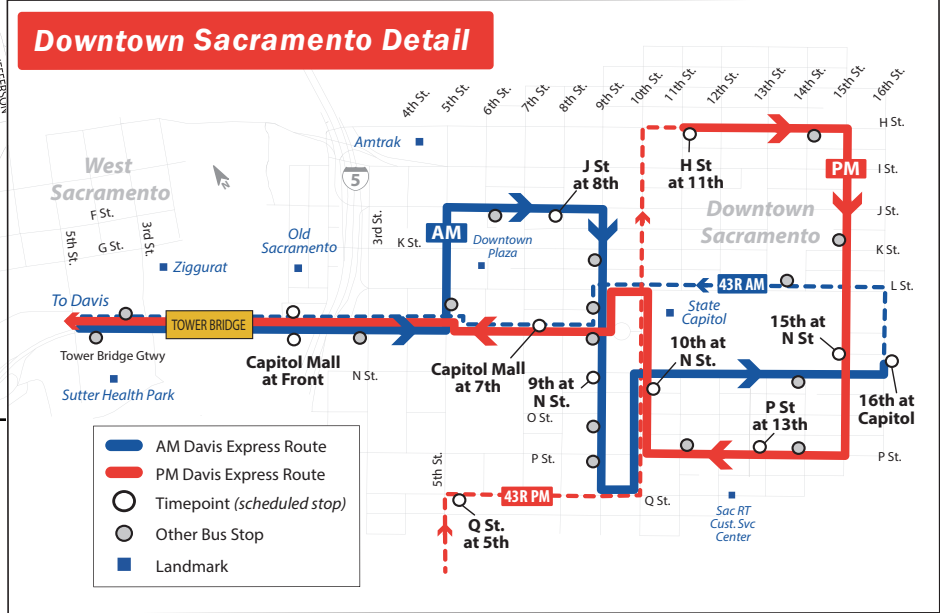 Downtown Sacramento Detail
JEFFERSON
4th St.
5th St.
6th St.
7th St.
8th St.
9th St.
10th St.
11th St.
12th St.
13th St.
14th St.
15th St.
16th St.
H St.
I St.
J St.
K St.
L St.
P St.
Amtrak
5
West
Sacramento
F St.
G St.
5th St.
3rd St.
Ziggurat
Old
Sacramento
3rd St.
K St.
AM
Downtown
Plaza
J St
at 8th
H St
at 11th
PM
Downtown
Sacramento
43R AM
State
Capitol
To Davis
TOWER BRIDGE
Tower Bridge Gtwy
Sutter Health Park
Capitol Mall
at Front
N St.
Capitol Mall
at 7th
9th at
N St.
10th at
N St.
15th at
N St
16th at
Capitol
P St
at 13th
O St.
P St.
5th St.
43R PM
Q St.
Q St.
at 5th
Sac RT
Cust. Svc
Center
AM Davis Express Route
PM Davis Express Route
Timepoint (scheduled stop)
Other Bus Stop
Landmark